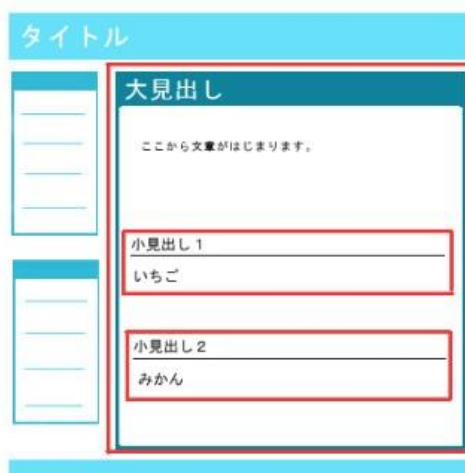 タイトル
大見出し
ここから文章がはじまります。
小見出し１
いちご
小見出し２
みかん